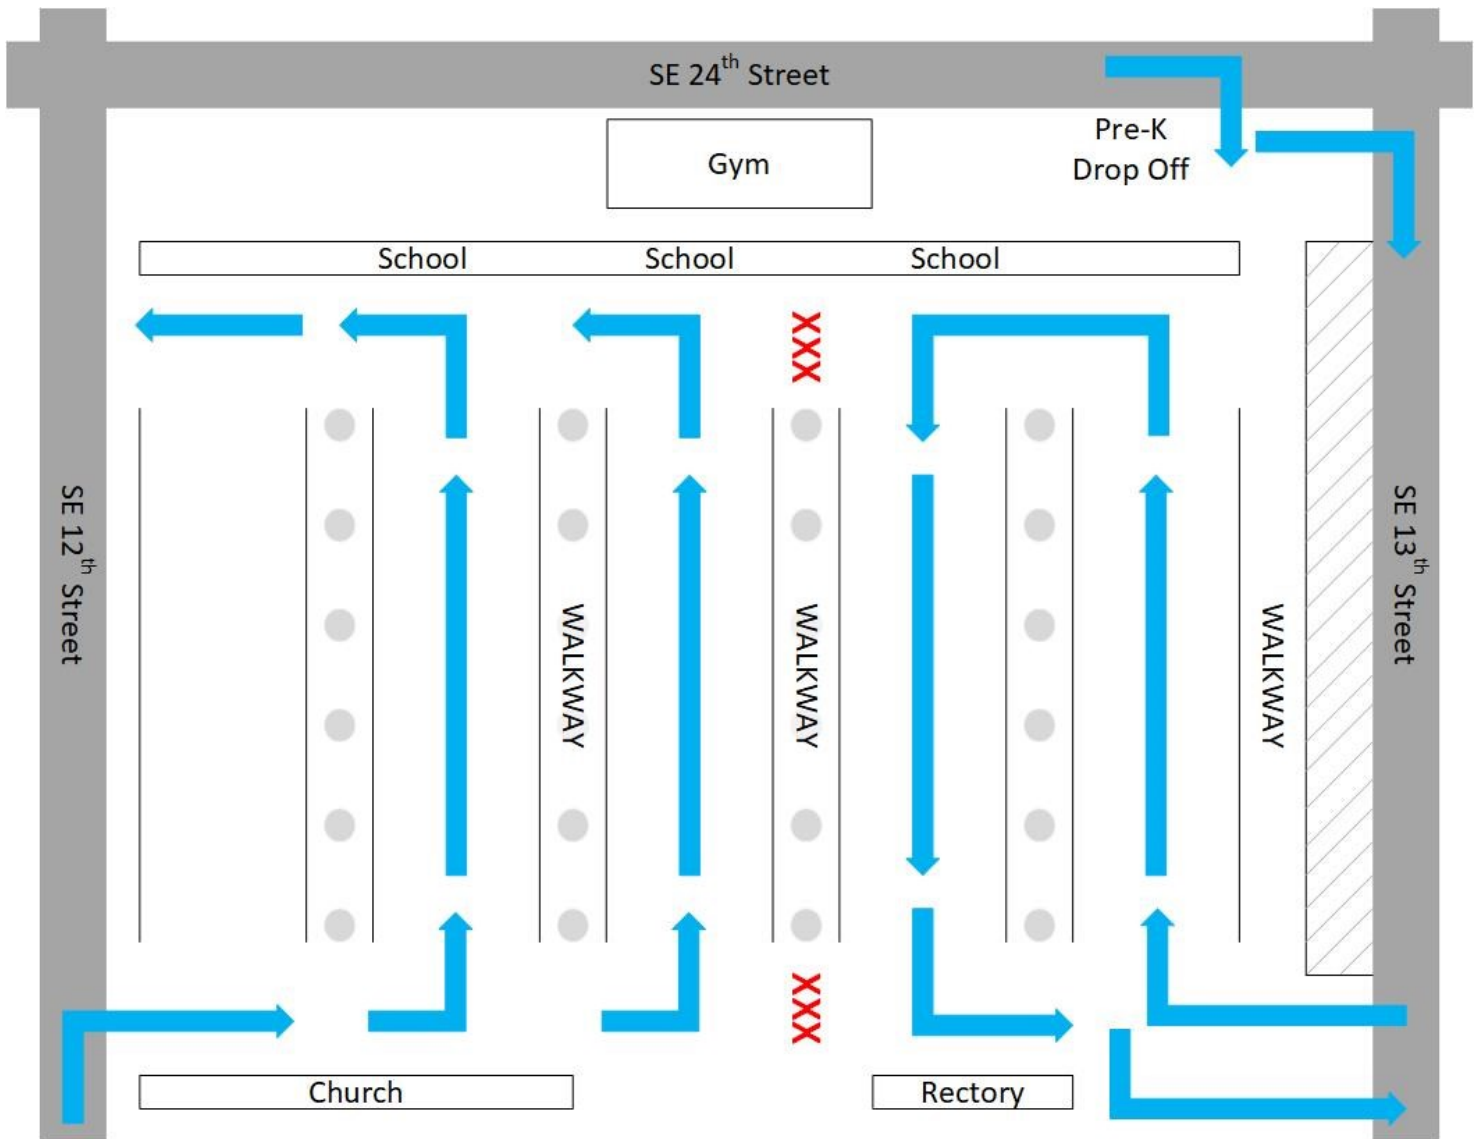 SE 24th Street
Pre-K
Drop Off
Gym
School School School
XXX
SE 12th Street
WALKWAY
WALKWAY
WALKWAY
SE 13th Street
XXX
Church
Rectory